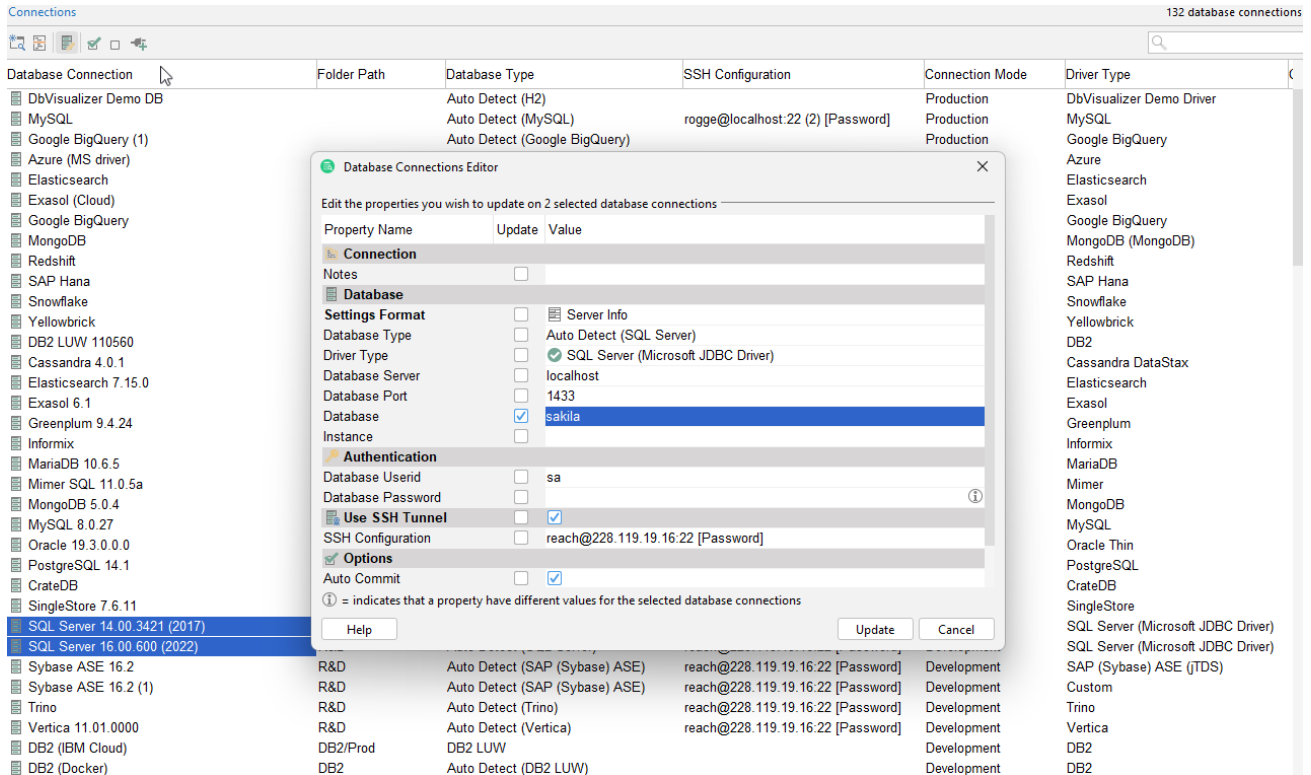 Connections 132 database connections
Database Connection Folder Path Database Type SSH Configuration Connection Mode Driver Type
DbVisualizer Demo DB Auto Detect (H2) Production DbVisualizer Demo Driver
MySQL Auto Detect (MySQL) rogge@localhost:22 (2) [Password] Production MySQL
Google BigQuery (1) Auto Detect (Google BigQuery) Production Google BigQuery
Azure (MS driver) Azure
Elasticsearch Elasticsearch
Exasol (Cloud) Exasol
Google BigQuery Google BigQuery
MongoDB MongoDB (MongoDB)
Redshift Redshift
SAP Hana SAP Hana
Snowflake Snowflake
Yellowbrick Yellowbrick
DB2 LUW 110560 DB2
Cassandra 4.0.1 Cassandra DataStax
Elasticsearch 7.15.0 Elasticsearch
Exasol 6.1 Exasol
Greenplum 9.4.24 Greenplum
Informix Informix
MariaDB 10.6.5 MariaDB
Mimer SQL 11.0.5a Mimer
MongoDB 5.0.4 MongoDB
MySQL 8.0.27 MySQL
Oracle 19.3.0.0.0 Oracle Thin
PostgreSQL 14.1 PostgreSQL
CrateDB CrateDB
SingleStore 7.6.11 SingleStore
SQL Server 14.00.3421 (2017) SQL Server (Microsoft JDBC Driver)
SQL Server 16.00.600 (2022) SQL Server (Microsoft JDBC Driver)
Sybase ASE 16.2 R&D Auto Detect (SAP (Sybase) ASE) reach@228.119.19.16:22 [Password] Development SAP (Sybase) ASE (jTDS)
Sybase ASE 16.2 (1) R&D Auto Detect (SAP (Sybase) ASE) reach@228.119.19.16:22 [Password] Development Custom
Trino R&D Auto Detect (Trino) reach@228.119.19.16:22 [Password] Development Trino
Vertica 11.01.0000 R&D Auto Detect (Vertica) reach@228.119.19.16:22 [Password] Development Vertica
DB2 (IBM Cloud) DB2/Prod DB2 LUW Development DB2
DB2 (Docker) DB2 Auto Detect (DB2 LUW) Development DB2
Database Connections Editor
Edit the properties you wish to update on 2 selected database connections
Property Name Update Value
Connection
Notes
Database
Settings Format Server Info
Database Type Auto Detect (SQL Server)
Driver Type SQL Server (Microsoft JDBC Driver)
Database Server localhost
Database Port 1433
Database sakila
Instance
Authentication
Database Userid sa
Database Password
Use SSH Tunnel
SSH Configuration reach@228.119.19.16:22 [Password]
Options
Auto Commit
= indicates that a property have different values for the selected database connections
Help Update Cancel